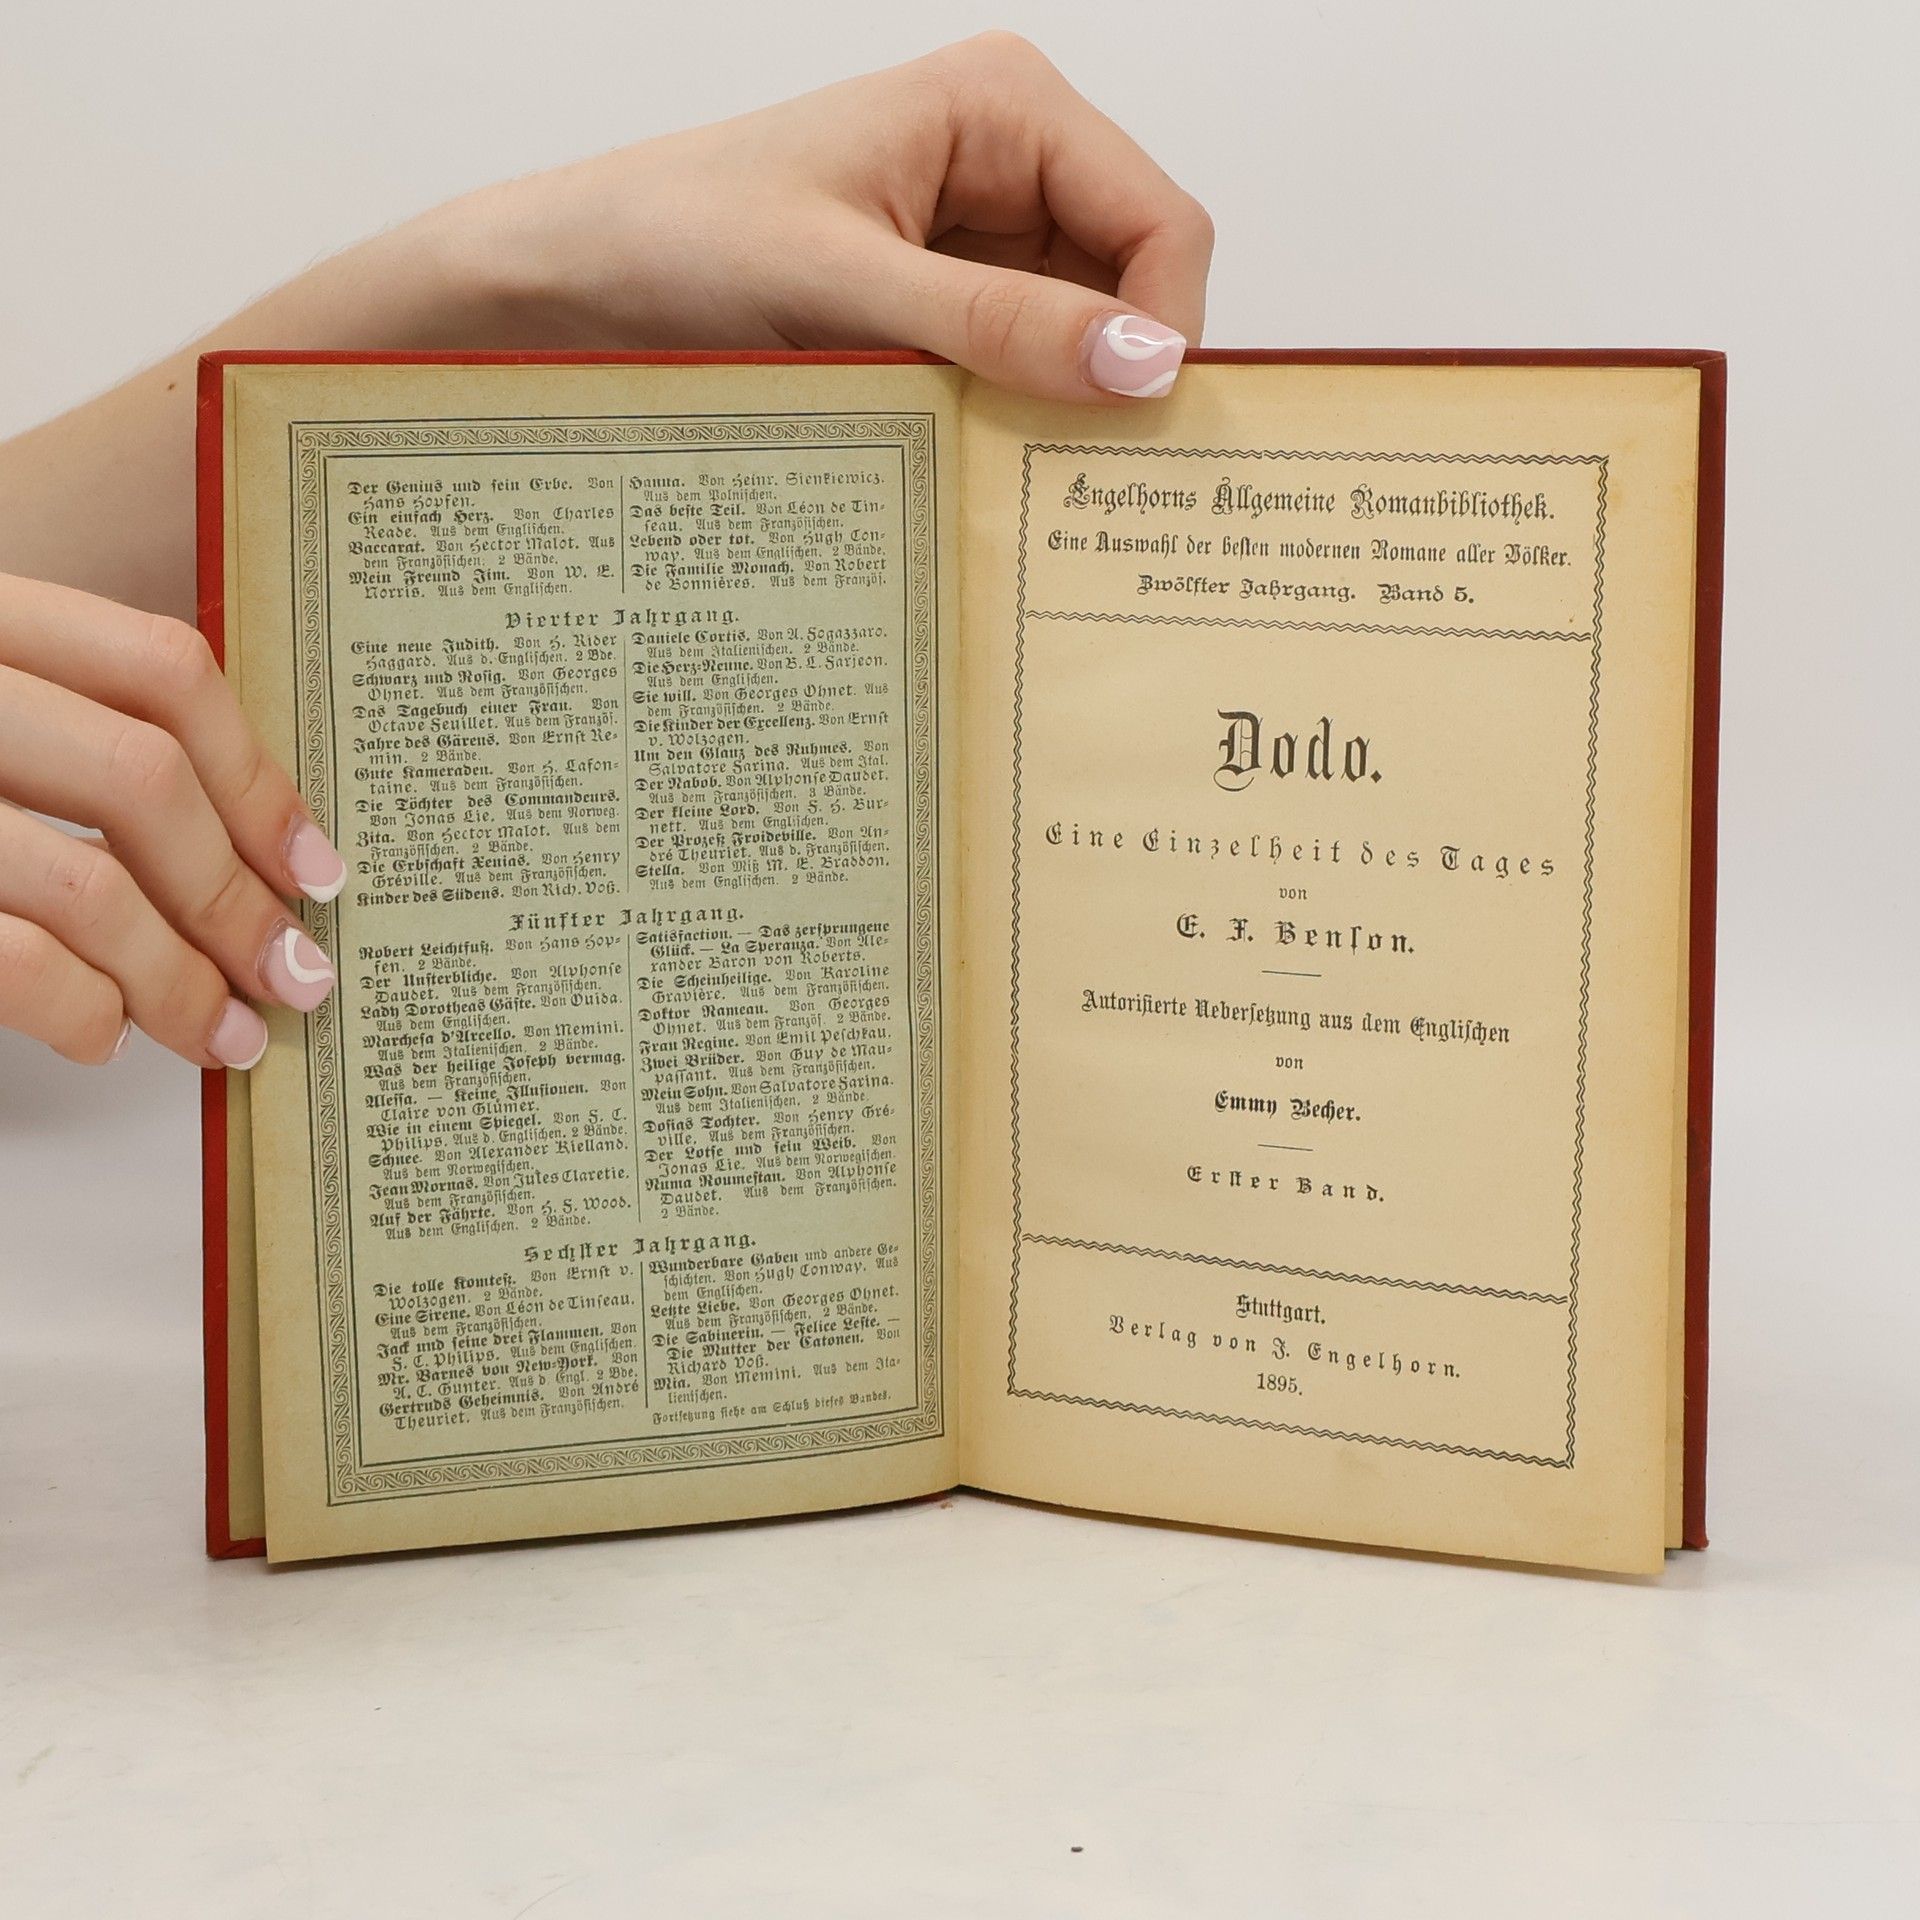 Der Genius und sein Erbe. Von
Hans Hopfen.
Ein einfach Herz. Von Charles
Reade. Aus dem Englischen.
Baccarat. Von Hector Malot. Aus
dem Französischen. 2 Bände.
Mein Freund Jim. Von W. E.
Norris. Aus dem Englischen.
Hanna. Von Heinr. Sienkiewicz.
Aus dem Polnischen.
Das beste Teil. Von Léon de Tin-
seau. Aus dem Französischen.
Lebend oder tot. Von Hugh Con-
way. Aus dem Englischen. 2 Bände.
Die Familie Monach. Von Robert
de Bonnières. Aus dem Französ.
Vierter Jahrgang.
Eine neue Judith. Von H. Rider
Haggard. Aus d. Englischen. 2 Bde.
Schwarz und Rosig. Von Georges
Ohnet. Aus dem Französischen.
Das Tagebuch einer Frau. Von
Octave Feuillet. Aus dem Französ.
Jahre des Gärens. Von Ernst Re-
min. 2 Bände.
Gute Kameraden. Von H. Lafon-
taine. Aus dem Französischen.
Die Töchter des Commandeurs.
Von Jonas Lie. Aus dem Norweg.
Zita. Von Hector Malot. Aus dem
Französischen. 2 Bände.
Die Erbschaft Xenias. Von Henry
Gréville. Aus dem Französischen.
Kinder des Südens. Von Rich. Voß.
Daniele Cortis. Von A. Fogazzaro.
Aus dem Italienischen. 2 Bände.
Die Herz-Neune. Von B. L. Farjeon.
Aus dem Englischen.
Sie will. Von Georges Ohnet. Aus
dem Französischen. 2 Bände.
Die Kinder der Excellenz. Von Ernst
v. Wolzogen.
Um den Glanz des Ruhmes. Von
Salvatore Farina. Aus dem Ital.
Der Nabob. Von Alphonse Daudet.
Aus dem Französischen. 3 Bände.
Der kleine Lord. Von F. H. Bur-
nett. Aus dem Englischen.
Der Prozeß Froideville. Von An-
dré Theuriet. Aus d. Französischen.
Stella. Von Miß M. E. Braddon.
Aus dem Englischen. 2 Bände.
Fünfter Jahrgang.
Robert Leichtfuß. Von Hans Hop-
fen. 2 Bände.
Der Unsterbliche. Von Alphonse
Daudet. Aus dem Französischen.
Lady Dorotheas Gäste. Von Ouida.
Aus dem Englischen.
Marchesa d'Arcello. Von Memini.
Aus dem Italienischen. 2 Bände.
Was der heilige Joseph vermag.
Aus dem Französischen.
Alessa. — Keine Illusionen. Von
Claire von Glümer.
Wie in einem Spiegel. Von F. C.
Philips. Aus d. Englischen. 2 Bände.
Schnee. Von Alexander Kielland.
Aus dem Norwegischen.
Jean Mornas. Von Jules Claretie.
Aus dem Französischen.
Auf der Fährte. Von H. F. Wood.
Aus dem Englischen. 2 Bände.
Satisfaction. — Das zersprungene
Glück. — La Speranza. Von Ale-
xander Baron von Roberts.
Die Scheinheilige. Von Karoline
Gravière. Aus dem Französischen.
Doktor Rameau. Von Georges
Ohnet. Aus dem Französ. 2 Bände.
Frau Regine. Von Emil Peschkau.
Zwei Brüder. Von Guy de Mau-
passant. Aus dem Französischen.
Mein Sohn. Von Salvatore Farina.
Aus dem Italienischen. 2 Bände.
Dosias Tochter. Von Henry Gré-
ville. Aus dem Französischen.
Der Lotse und sein Weib. Von
Jonas Lie. Aus dem Norwegischen.
Numa Roumestan. Von Alphonse
Daudet. Aus dem Französischen.
2 Bände.
Sechster Jahrgang.
Die tolle Komteß. Von Ernst v.
Wolzogen. 2 Bände.
Eine Sirene. Von Léon de Tinseau.
Aus dem Französischen.
Jack und seine drei Flammen. Von
F. C. Philips. Aus dem Englischen.
Mr. Barnes von New-York. Von
A. C. Gunter. Aus d. Engl. 2 Bde.
Gertruds Geheimnis. Von André
Theuriet. Aus dem Französischen.
Wunderbare Gaben und andere Ge-
schichten. Von Hugh Conway. Aus
dem Englischen.
Letzte Liebe. Von Georges Ohnet.
Aus dem Französischen. 2 Bände.
Die Sabinerin. — Felice Leste. —
Die Mutter der Catonen. Von
Richard Voß.
Mia. Von Memini. Aus dem Ita-
lienischen.
Fortsetzung siehe am Schluß dieses Bandes.
Engelhorns Allgemeine Romanbibliothek.
Eine Auswahl der besten modernen Romane aller Völker.
Zwölfter Jahrgang. Band 5.
Dodo.
Eine Einzelheit des Tages
von
E. F. Benson.
Autorisierte Uebersetzung aus dem Englischen
von
Emmy Becher.
Erster Band.
Stuttgart.
Verlag von J. Engelhorn.
1895.